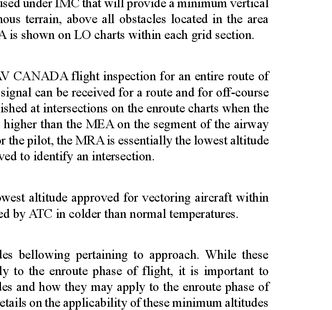 used under IMC that will provide a minimum vertical
nous terrain, above all obstacles located in the area
A is shown on LO charts within each grid section.
AV CANADA flight inspection for an entire route of
signal can be received for a route and for off-course
ished at intersections on the enroute charts when the
higher than the MEA on the segment of the airway
r the pilot, the MRA is essentially the lowest altitude
ved to identify an intersection.
west altitude approved for vectoring aircraft within
ed by ATC in colder than normal temperatures.
des bellowing pertaining to approach. While these
ly to the enroute phase of flight, it is important to
des and how they may apply to the enroute phase of
etails on the applicability of these minimum altitudes